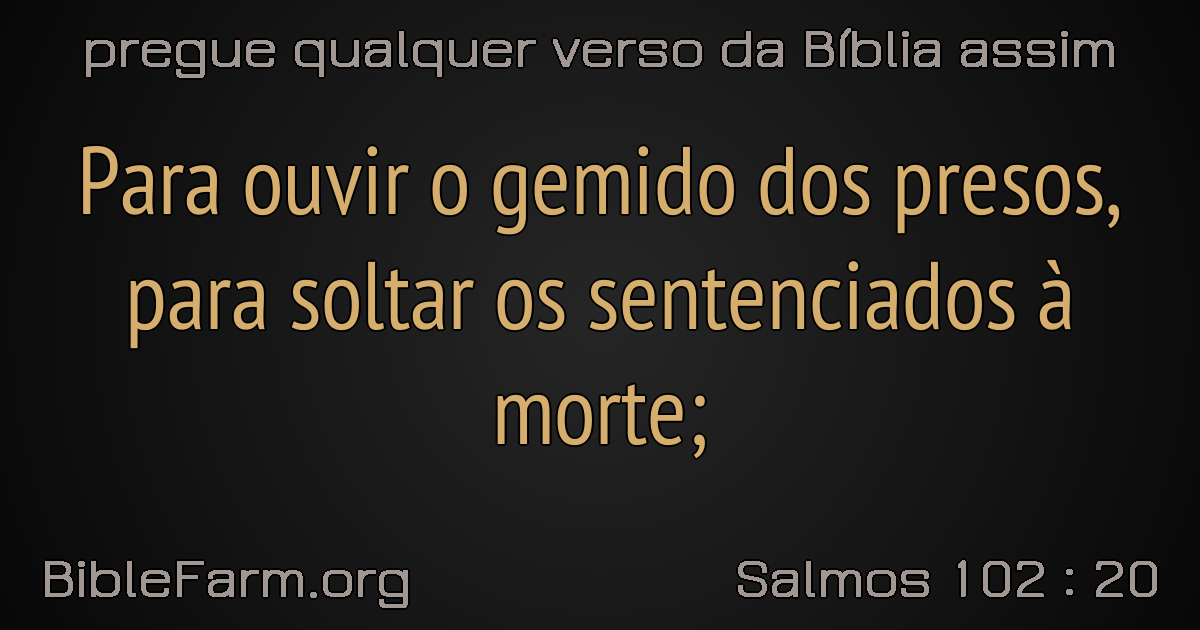 pregue qualquer verso da Bíblia assim
Para ouvir o gemido dos presos,
para soltar os sentenciados à
morte;
BibleFarm.org
Salmos 102 : 20